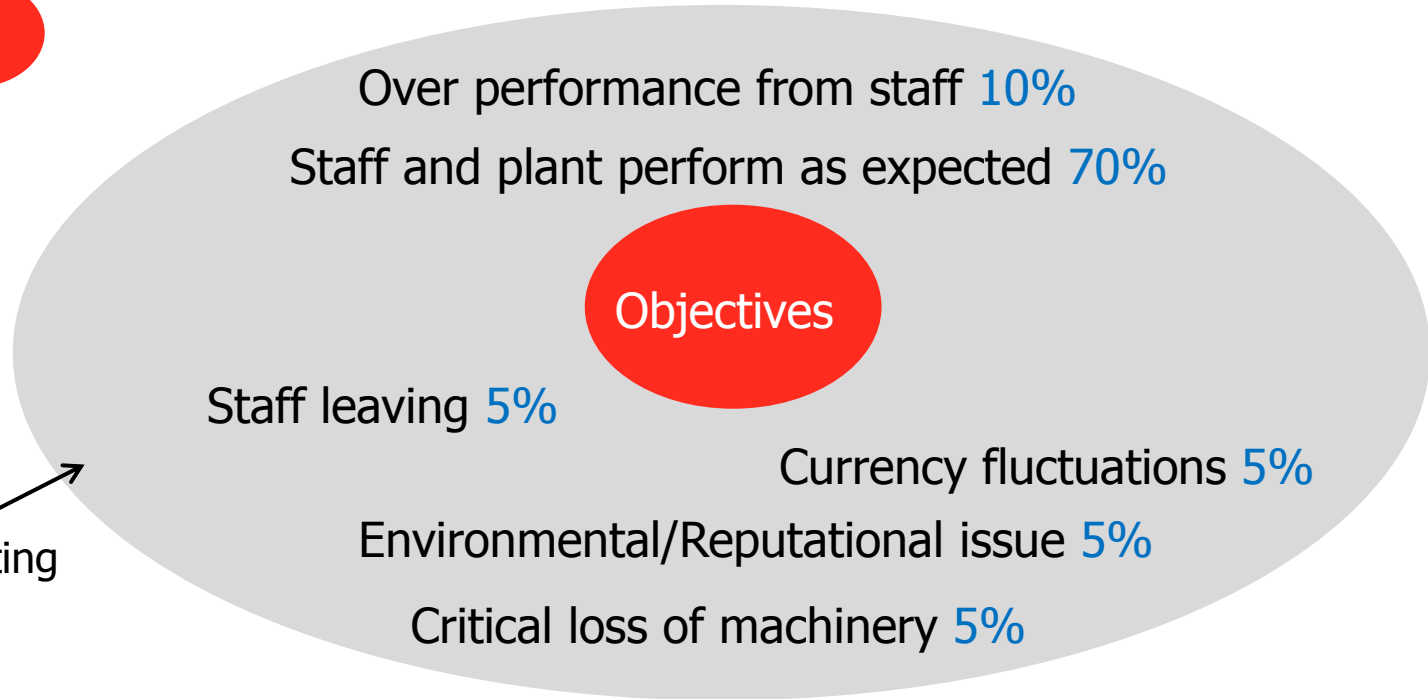 Over performance from staff 10%
Staff and plant perform as expected 70%
Objectives
Staff leaving 5%
Currency fluctuations 5%
Environmental/Reputational issue 5%
Critical loss of machinery 5%